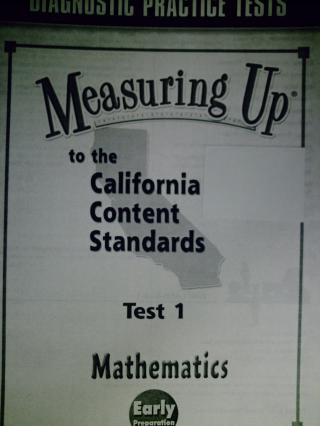 DIAGNOSTIC PRACTICE TESTS
Measuring Up®
to the
California
Content
Standards
Test 1
Mathematics
Early
Preparation